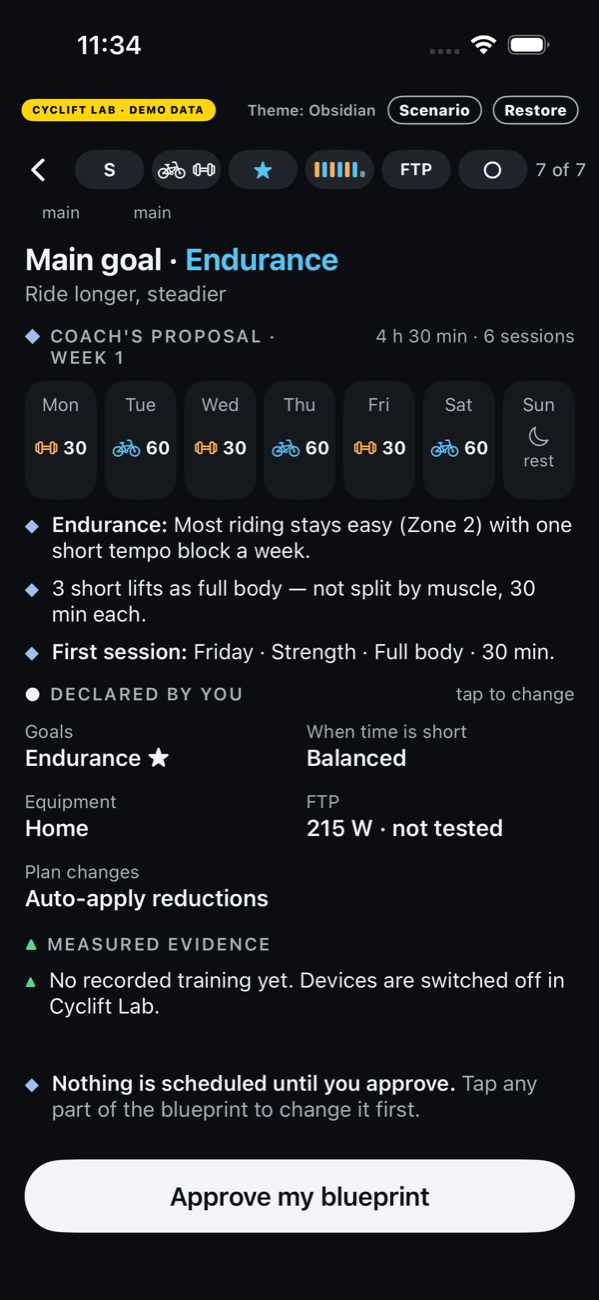 11:34
CYCLIFT LAB · DEMO DATA
Theme: Obsidian
Scenario
Restore
S
FTP
7 of 7
main
main
Main goal · Endurance
Ride longer, steadier
COACH'S PROPOSAL ·
WEEK 1
4 h 30 min · 6 sessions
Mon
30
Tue
60
Wed
30
Thu
60
Fri
30
Sat
60
Sun
rest
Endurance: Most riding stays easy (Zone 2) with one
short tempo block a week.
3 short lifts as full body — not split by muscle, 30
min each.
First session: Friday · Strength · Full body · 30 min.
DECLARED BY YOU
tap to change
Goals
Endurance ★
When time is short
Balanced
Equipment
Home
FTP
215 W · not tested
Plan changes
Auto-apply reductions
MEASURED EVIDENCE
No recorded training yet. Devices are switched off in
Cyclift Lab.
Nothing is scheduled until you approve. Tap any
part of the blueprint to change it first.
Approve my blueprint